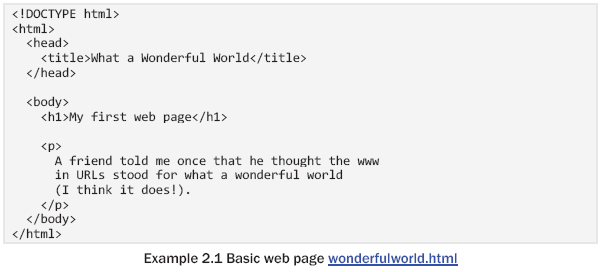 <!DOCTYPE html>
<html>
<head>
<title>What a Wonderful World</title>
</head>
<body>
<h1>My first web page</h1>
<p>
A friend told me once that he thought the www
in URLs stood for what a wonderful world
(I think it does!).
</p>
</body>
</html>
Example 2.1 Basic web page wonderfulworld.html